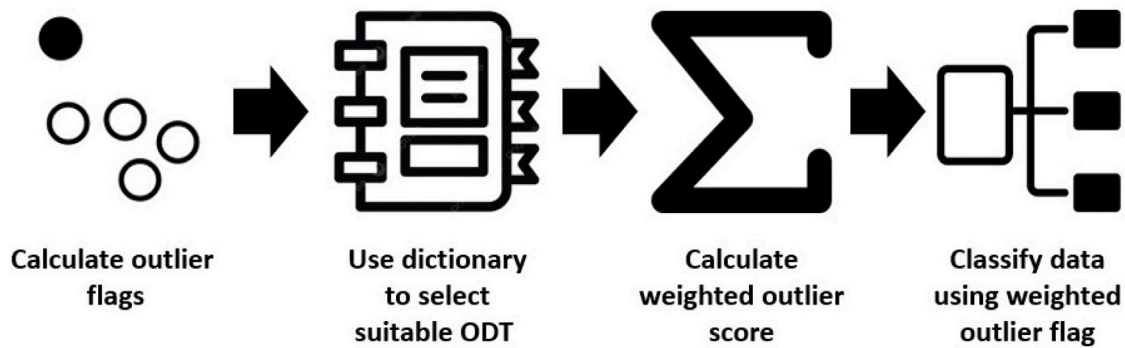 Calculate outlier
flags
Use dictionary
to select
suitable ODT
Calculate
weighted outlier
score
Classify data
using weighted
outlier flag